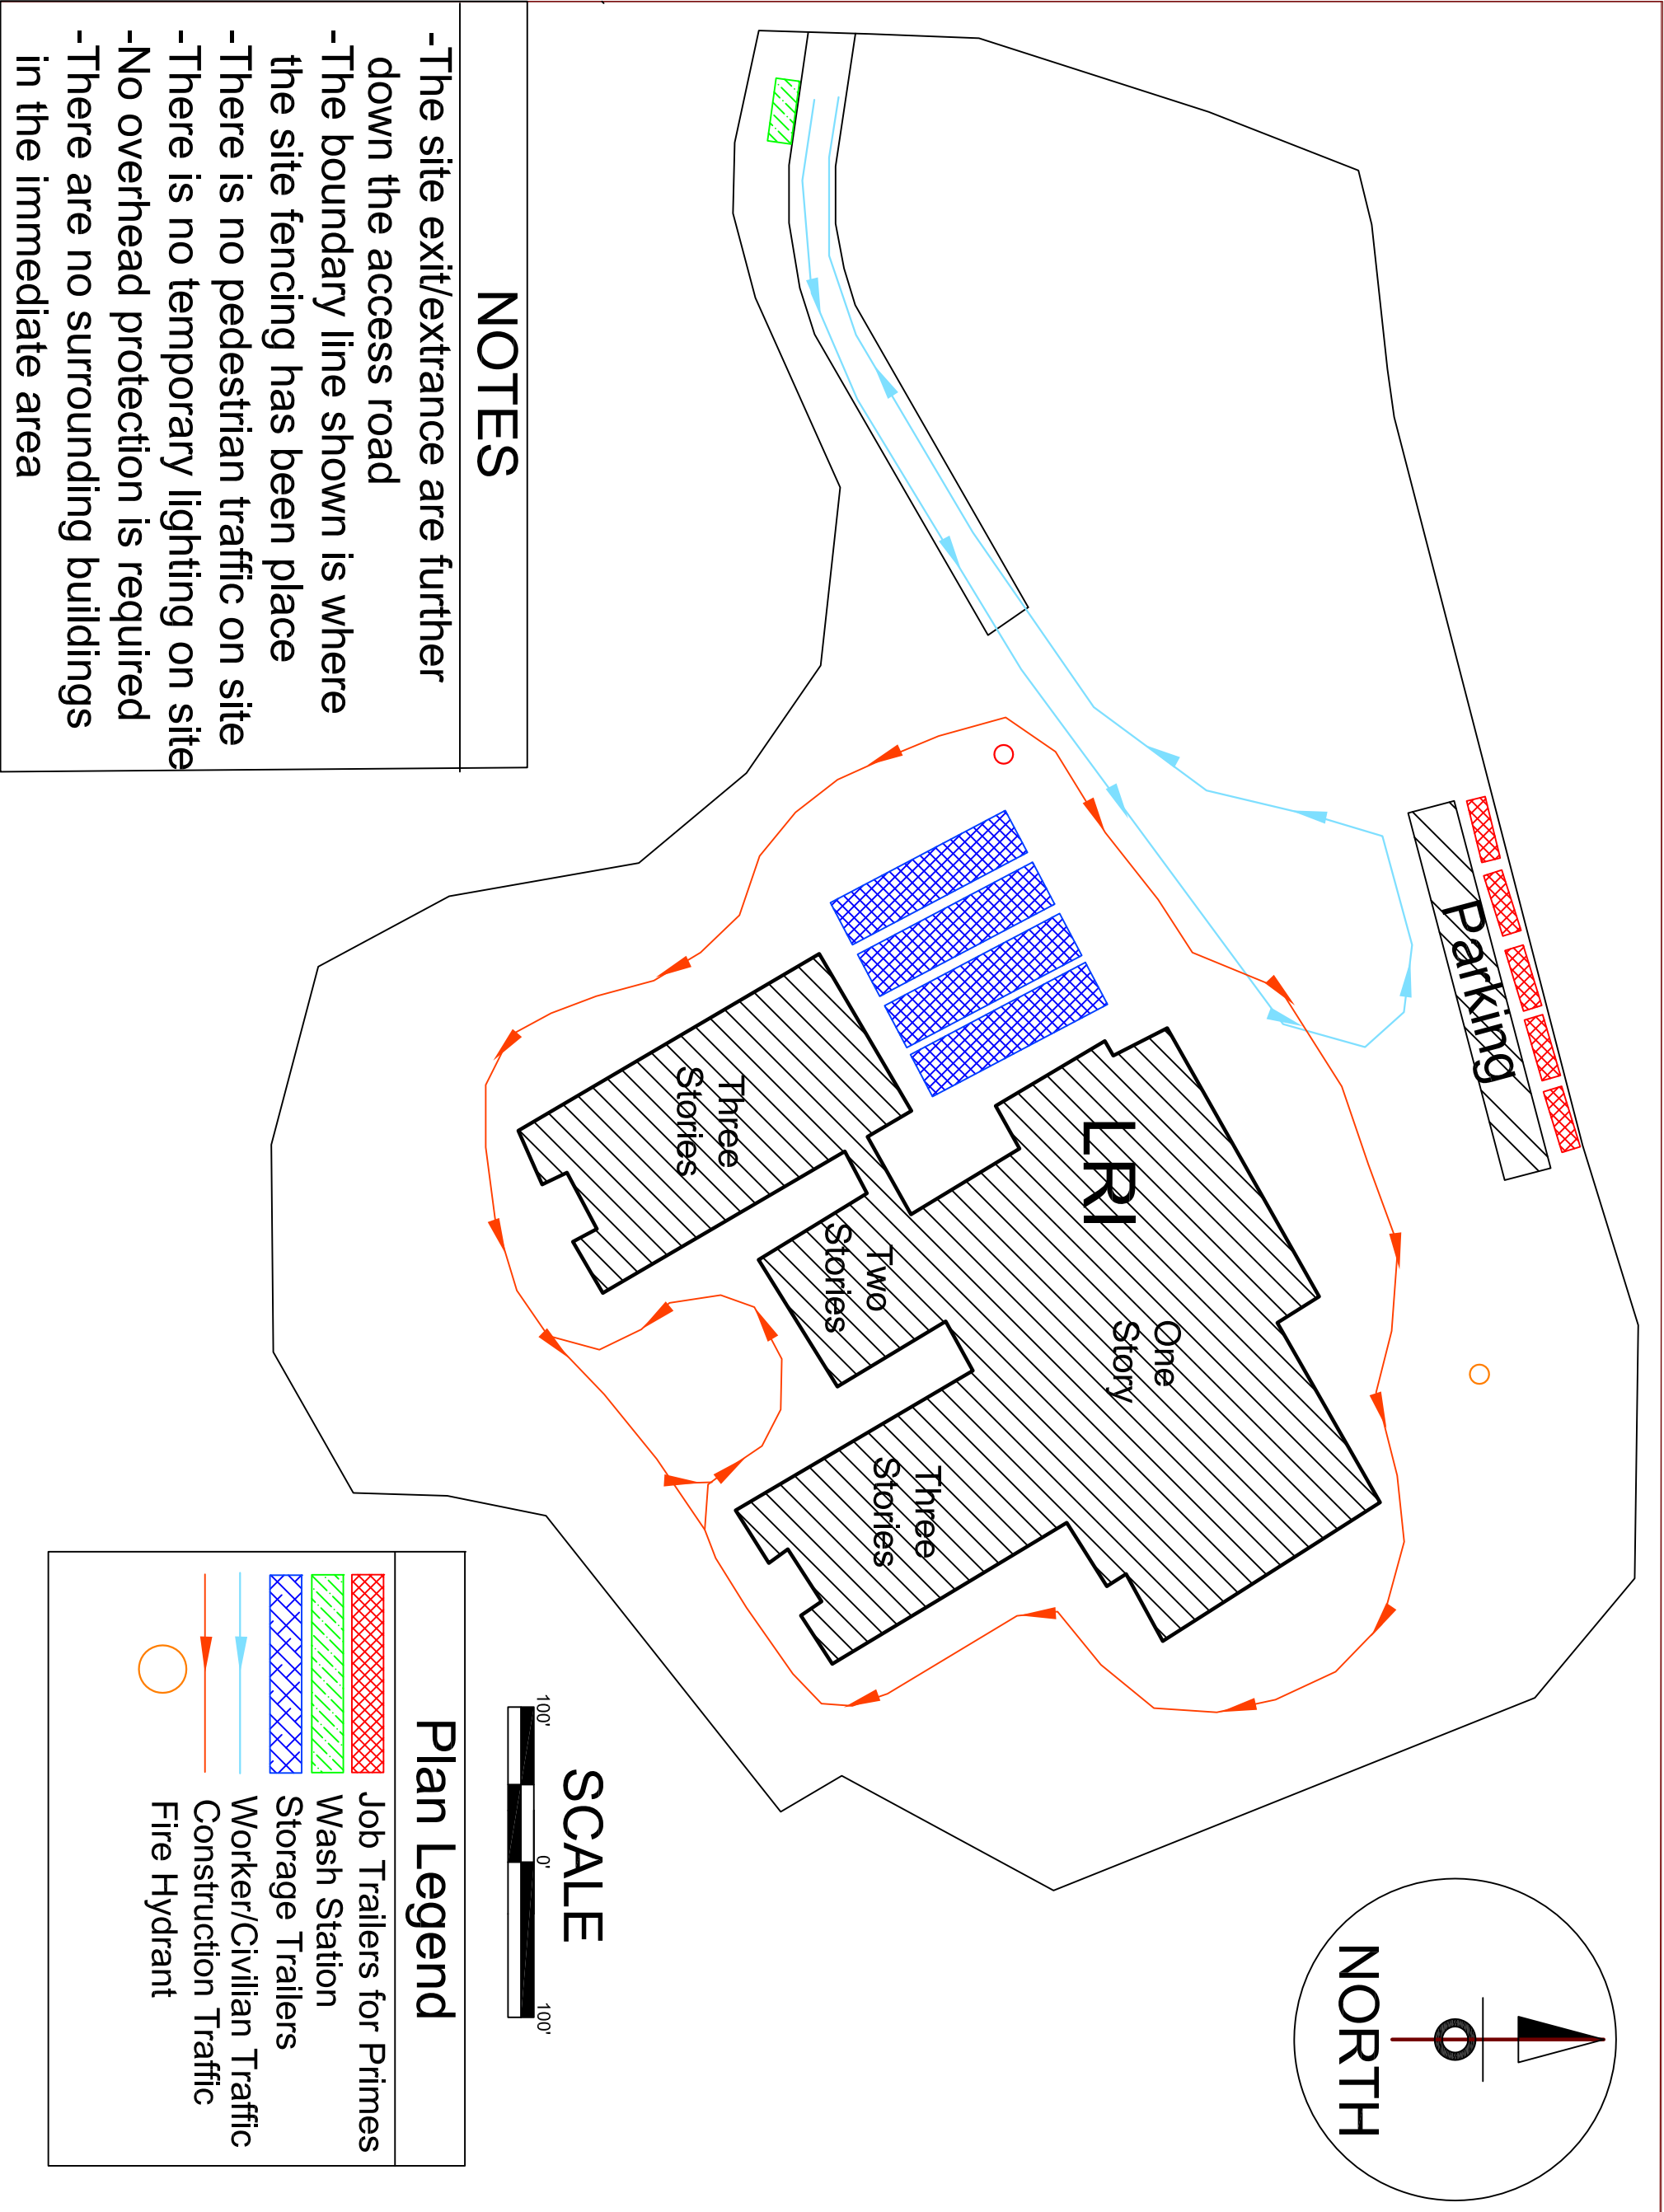 NOTES
-The site exit/extrance are further
down the access road
-The boundary line shown is where
the site fencing has been place
-There is no pedestrian traffic on site
-There is no temporary lighting on site
-No overhead protection is required
-There are no surrounding buildings
in the immediate area
Parking
LRI
One
Story
Two
Stories
Three
Stories
Three
Stories
NORTH
SCALE
100'
0'
100'
Plan Legend
Job Trailers for Primes
Wash Station
Storage Trailers
Worker/Civilian Traffic
Construction Traffic
Fire Hydrant